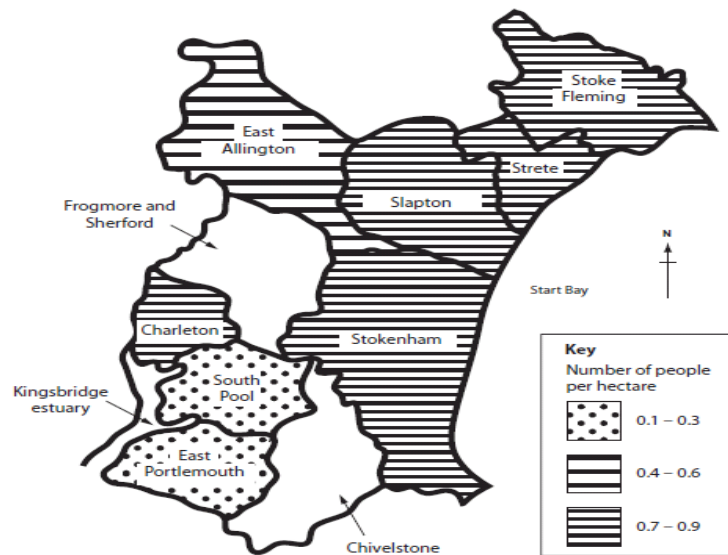 Stoke
Fleming
East
Allington
Strete
Slapton
Frogmore and
Sherford
N
Start Bay
Charleton
Stokenham
South
Pool
Kingsbridge
estuary
East
Portlemouth
Chivelstone
Key
Number of people
per hectare
0.1 – 0.3
0.4 – 0.6
0.7 – 0.9